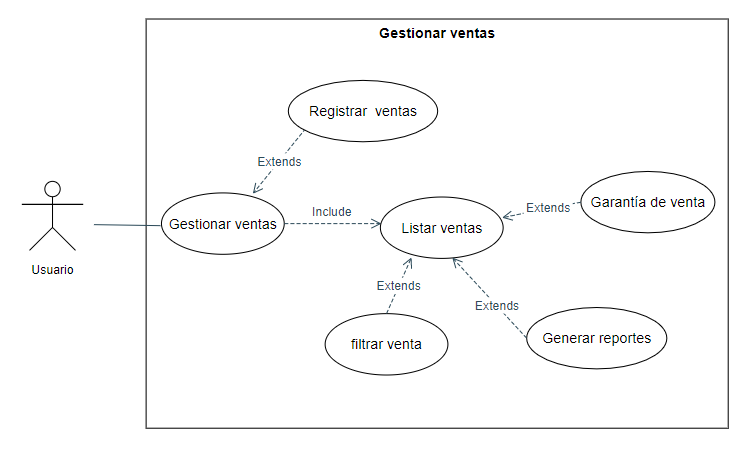 Gestionar ventas
Registrar ventas
Extends
Gestionar ventas
Include
Listar ventas
Extends
Garantía de venta
Usuario
Extends
Extends
filtrar venta
Generar reportes